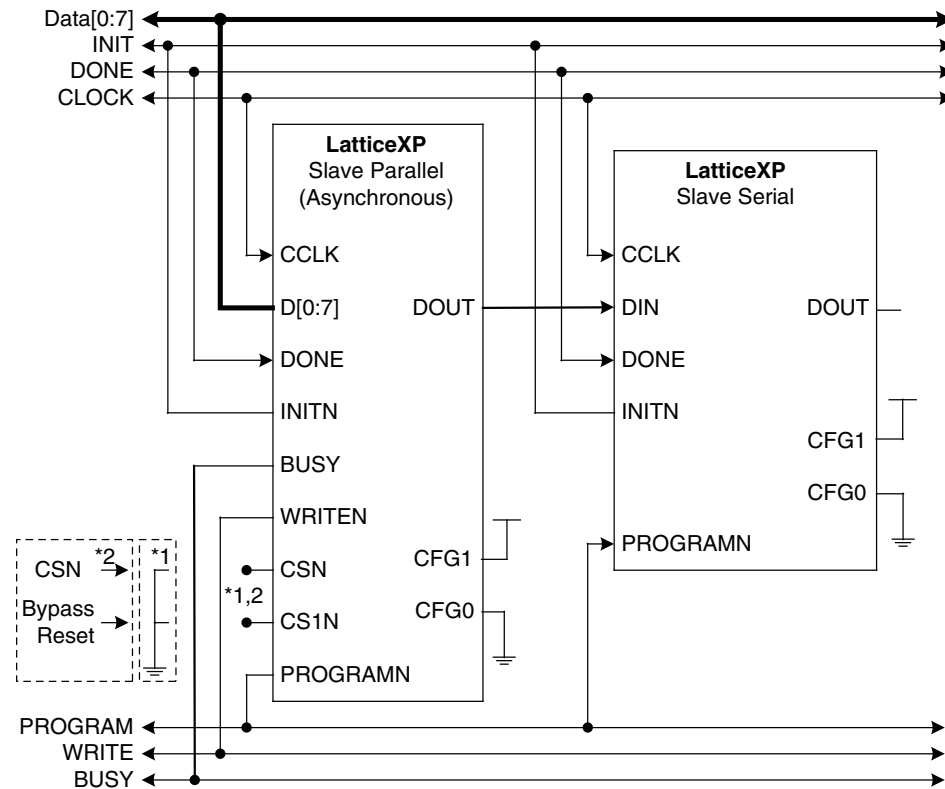 Data[0:7]
INIT
DONE
CLOCK
LatticeXP
Slave Parallel
(Asynchronous)
CCLK
D[0:7]
DOUT
DONE
INITN
BUSY
WRITEN
CSN
*1,2
CS1N
PROGRAMN
CFG1
CFG0
LatticeXP
Slave Serial
CCLK
DIN
DOUT
DONE
INITN
CFG1
CFG0
PROGRAMN
CSN
*2
*1
Bypass
Reset
PROGRAM
WRITE
BUSY